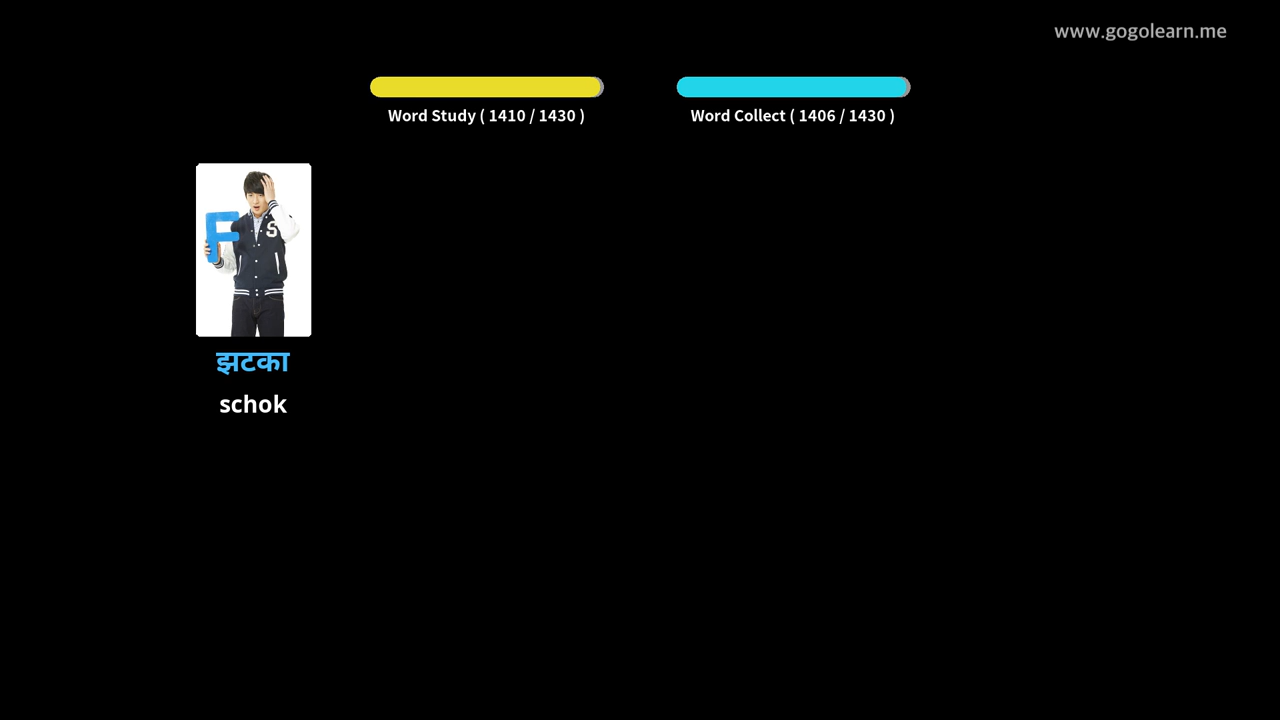 www.gogolearn.me
Word Study ( 1410 / 1430 )
Word Collect ( 1406 / 1430 )
F
S
झटका
schok